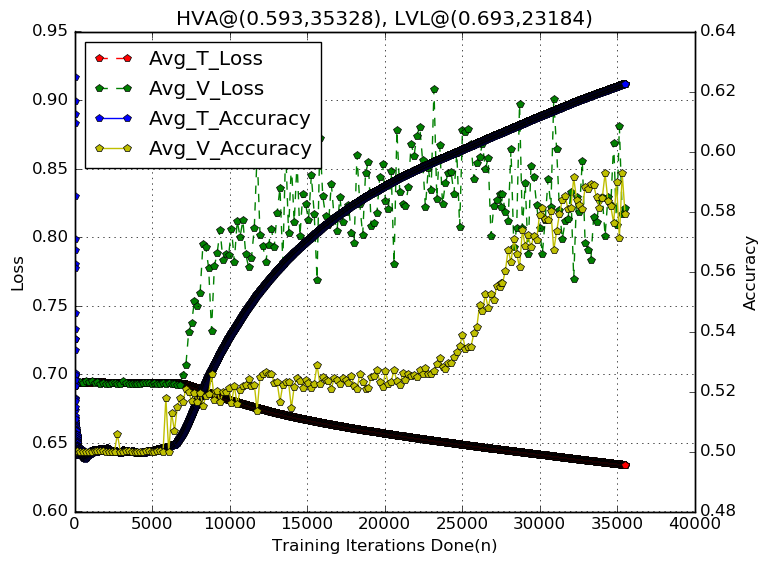 HVA@(0.593,35328), LVL@(0.693,23184)
Avg_T_Loss
Avg_V_Loss
Avg_T_Accuracy
Avg_V_Accuracy
Loss
0.95
0.90
0.85
0.80
0.75
0.70
0.65
0.60
Accuracy
0.64
0.62
0.60
0.58
0.56
0.54
0.52
0.50
0.48
0 5000 10000 15000 20000 25000 30000 35000 40000
Training Iterations Done(n)